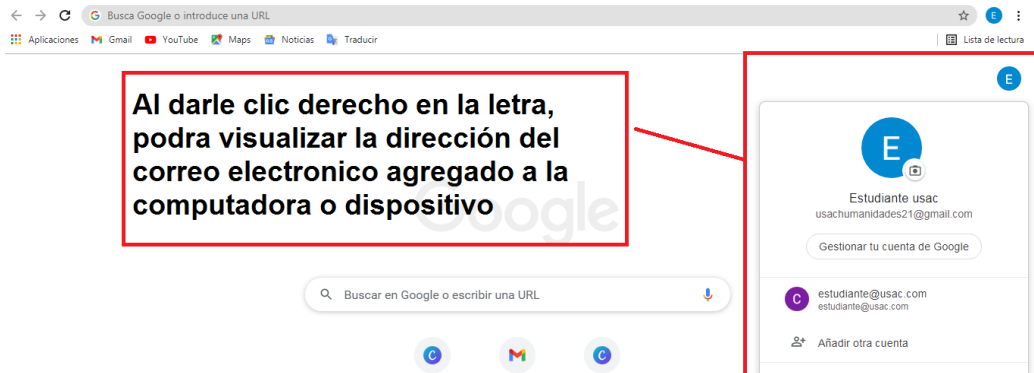 Busca Google o introduce una URL
E
Aplicaciones Gmail YouTube Maps Noticias Traducir Lista de lectura
E
Al darle clic derecho en la letra,
podra visualizar la dirección del
correo electronico agregado a la
computadora o dispositivo
Google
E
Estudiante usac
usachumanidades21@gmail.com
Gestionar tu cuenta de Google
C
estudiante@usac.com
estudiante@usac.com
Añadir otra cuenta
Buscar en Google o escribir una URL